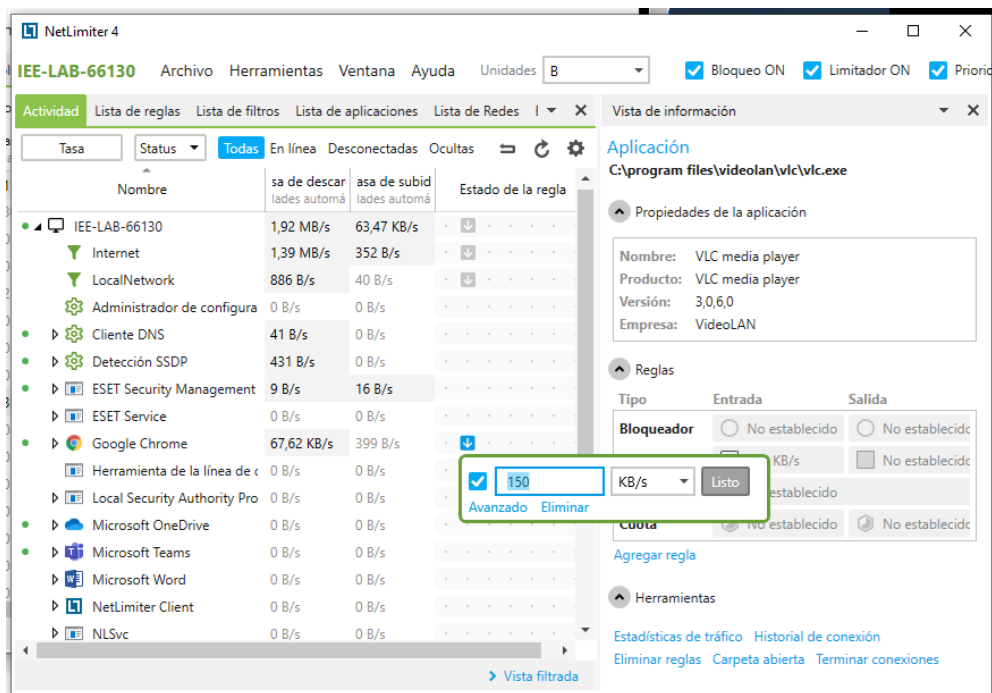 NetLimiter 4
IEE-LAB-66130 Archivo Herramientas Ventana Ayuda Unidades B Bloqueo ON Limitador ON Prioric
Actividad Lista de reglas Lista de filtros Lista de aplicaciones Lista de Redes
Tasa Status Todas En línea Desconectadas Ocultas
Nombre sa de descar asa de subid Estado de la regla
lades automá lades automá
IEE-LAB-66130 1,92 MB/s 63,47 KB/s
Internet 1,39 MB/s 352 B/s
LocalNetwork 886 B/s 40 B/s
Administrador de configura 0 B/s 0 B/s
Cliente DNS 41 B/s 0 B/s
Detección SSDP 431 B/s 0 B/s
ESET Security Management 9 B/s 16 B/s
ESET Service 0 B/s 0 B/s
Google Chrome 67,62 KB/s 399 B/s
Herramienta de la línea de c 0 B/s 0 B/s
Local Security Authority Pro 0 B/s 0 B/s
Microsoft OneDrive 0 B/s 0 B/s
Microsoft Teams 0 B/s 0 B/s
Microsoft Word 0 B/s 0 B/s
NetLimiter Client 0 B/s 0 B/s
NLSvc 0 B/s 0 B/s
Vista filtrada
150 KB/s Listo
Avanzado Eliminar
Vista de información
Aplicación
C:\program files\videolan\vlc\vlc.exe
Propiedades de la aplicación
Nombre: VLC media player
Producto: VLC media player
Versión: 3,0,6,0
Empresa: VideoLAN
Reglas
Tipo Entrada Salida
Bloqueador No establecido No establecido
KB/s No establecido
establecido
Cuota No establecido No establecido
Agregar regla
Herramientas
Estadísticas de tráfico Historial de conexión
Eliminar reglas Carpeta abierta Terminar conexiones